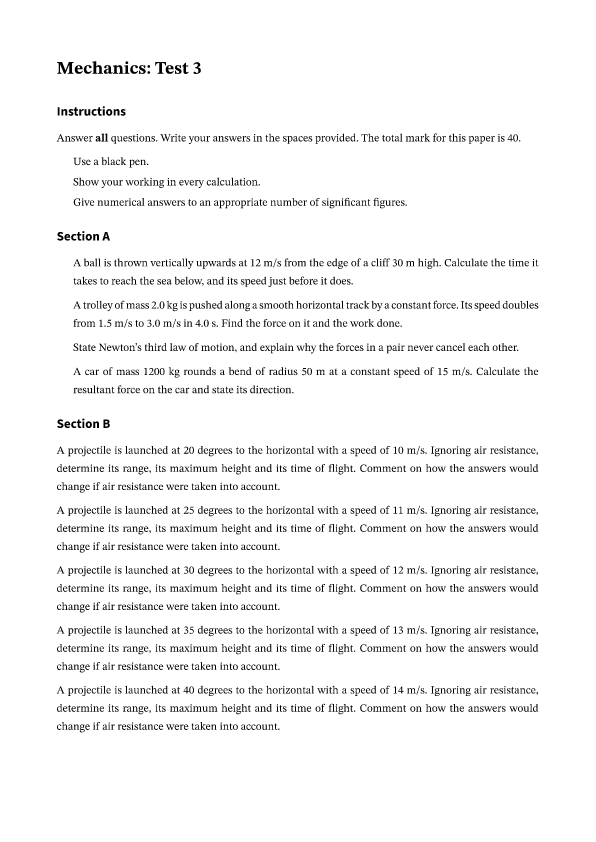 Mechanics: Test 3
Instructions
Answer all questions. Write your answers in the spaces provided. The total mark for this paper is 40.
Use a black pen.
Show your working in every calculation.
Give numerical answers to an appropriate number of significant figures.
Section A
A ball is thrown vertically upwards at 12 m/s from the edge of a cliff 30 m high. Calculate the time it
takes to reach the sea below, and its speed just before it does.
A trolley of mass 2.0 kg is pushed along a smooth horizontal track by a constant force. Its speed doubles
from 1.5 m/s to 3.0 m/s in 4.0 s. Find the force on it and the work done.
State Newton's third law of motion, and explain why the forces in a pair never cancel each other.
A car of mass 1200 kg rounds a bend of radius 50 m at a constant speed of 15 m/s. Calculate the
resultant force on the car and state its direction.
Section B
A projectile is launched at 20 degrees to the horizontal with a speed of 10 m/s. Ignoring air resistance,
determine its range, its maximum height and its time of flight. Comment on how the answers would
change if air resistance were taken into account.
A projectile is launched at 25 degrees to the horizontal with a speed of 11 m/s. Ignoring air resistance,
determine its range, its maximum height and its time of flight. Comment on how the answers would
change if air resistance were taken into account.
A projectile is launched at 30 degrees to the horizontal with a speed of 12 m/s. Ignoring air resistance,
determine its range, its maximum height and its time of flight. Comment on how the answers would
change if air resistance were taken into account.
A projectile is launched at 35 degrees to the horizontal with a speed of 13 m/s. Ignoring air resistance,
determine its range, its maximum height and its time of flight. Comment on how the answers would
change if air resistance were taken into account.
A projectile is launched at 40 degrees to the horizontal with a speed of 14 m/s. Ignoring air resistance,
determine its range, its maximum height and its time of flight. Comment on how the answers would
change if air resistance were taken into account.